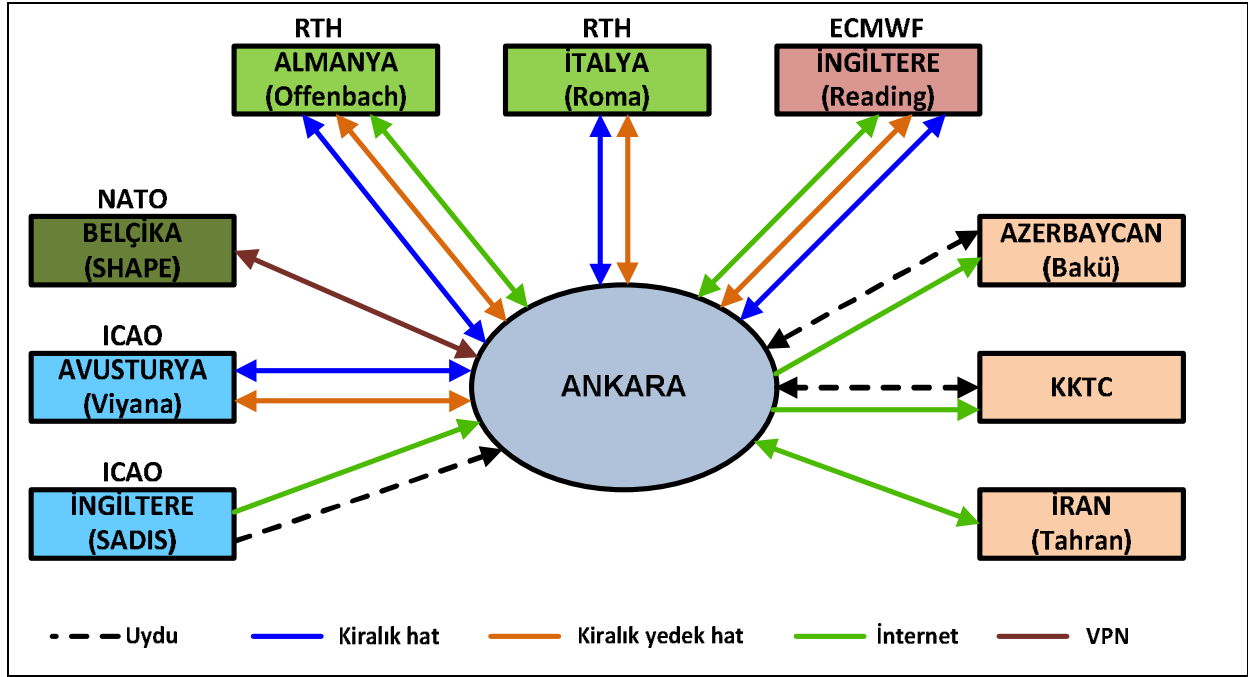 RTH
ALMANYA
(Offenbach)
RTH
İTALYA
(Roma)
ECMWF
İNGİLTERE
(Reading)
NATO
BELÇİKA
(SHAPE)
AZERBAYCAN
(Bakü)
ICAO
AVUSTURYA
(Viyana)
ANKARA
KKTC
ICAO
İNGİLTERE
(SADIS)
İRAN
(Tahran)
Uydu
Kiralık hat
Kiralık yedek hat
İnternet
VPN